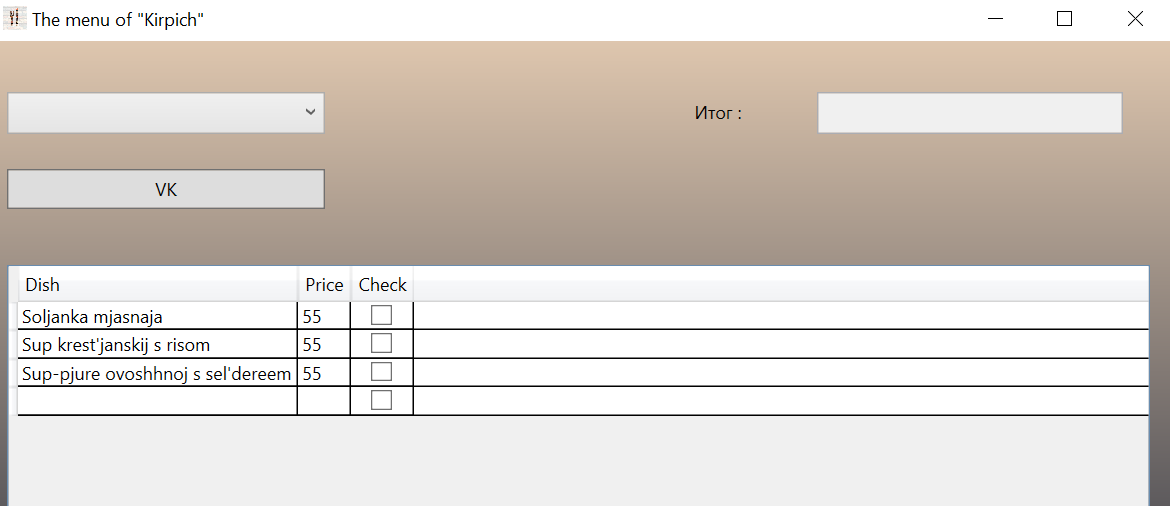 The menu of "Kirpich"
Итог :
VK
Dish Price Check
Soljanka mjasnaja 55
Sup krest'janskij s risom 55
Sup-pjure ovoshhnoj s sel'dereem 55